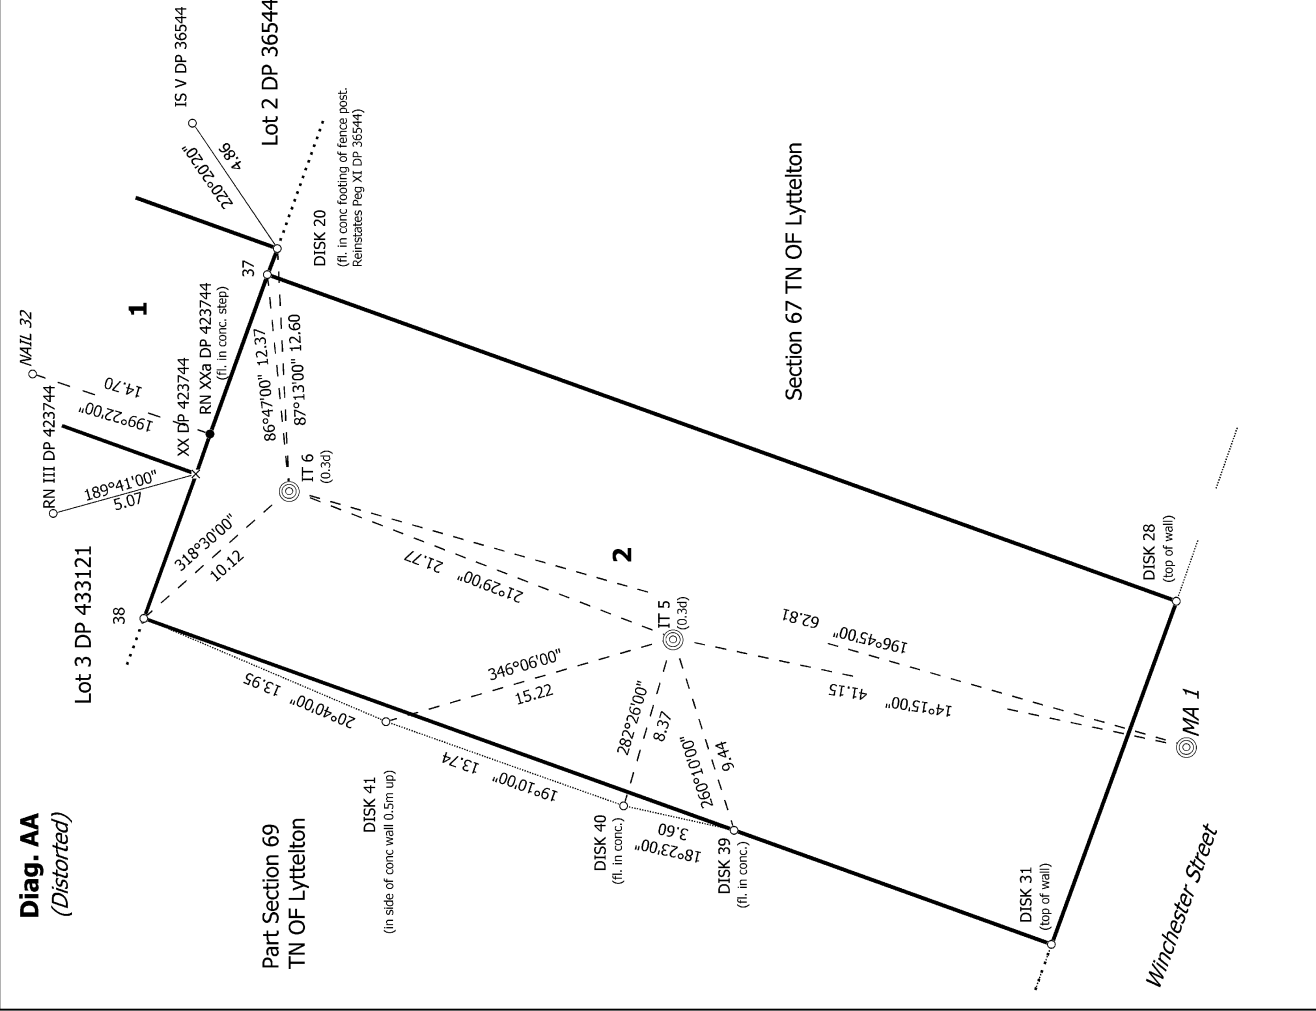 Diag. AA
(Distorted)
Lot 3 DP 433121
RN III DP 423744
NAIL 32
IS V DP 36544
Lot 2 DP 36544
1
189°41'00"
5.07
199°22'00"
14.70
XX DP 423744
RN XXa DP 423744
(fl. in conc. step)
220°20'20"
4.86
37
DISK 20
(fl. in conc footing of fence post.
Reinstates Peg XI DP 36544)
86°47'00" 12.37
87°13'00" 12.60
IT 6
(0.3d)
38
318°30'00"
10.12
21°29'00" 21.77
2
Section 67 TN OF Lyttelton
20°40'00" 13.95
DISK 41
(in side of conc wall 0.5m up)
346°06'00"
15.22
IT 5
(0.3d)
19°10'00" 13.74
282°26'00"
8.37
260°10'00"
9.44
DISK 40
(fl. in conc.)
18°23'00"
3.60
DISK 39
(fl. in conc.)
Part Section 69
TN OF Lyttelton
196°45'00" 62.81
14°15'00" 41.15
DISK 28
(top of wall)
MA 1
DISK 31
(top of wall)
Winchester Street